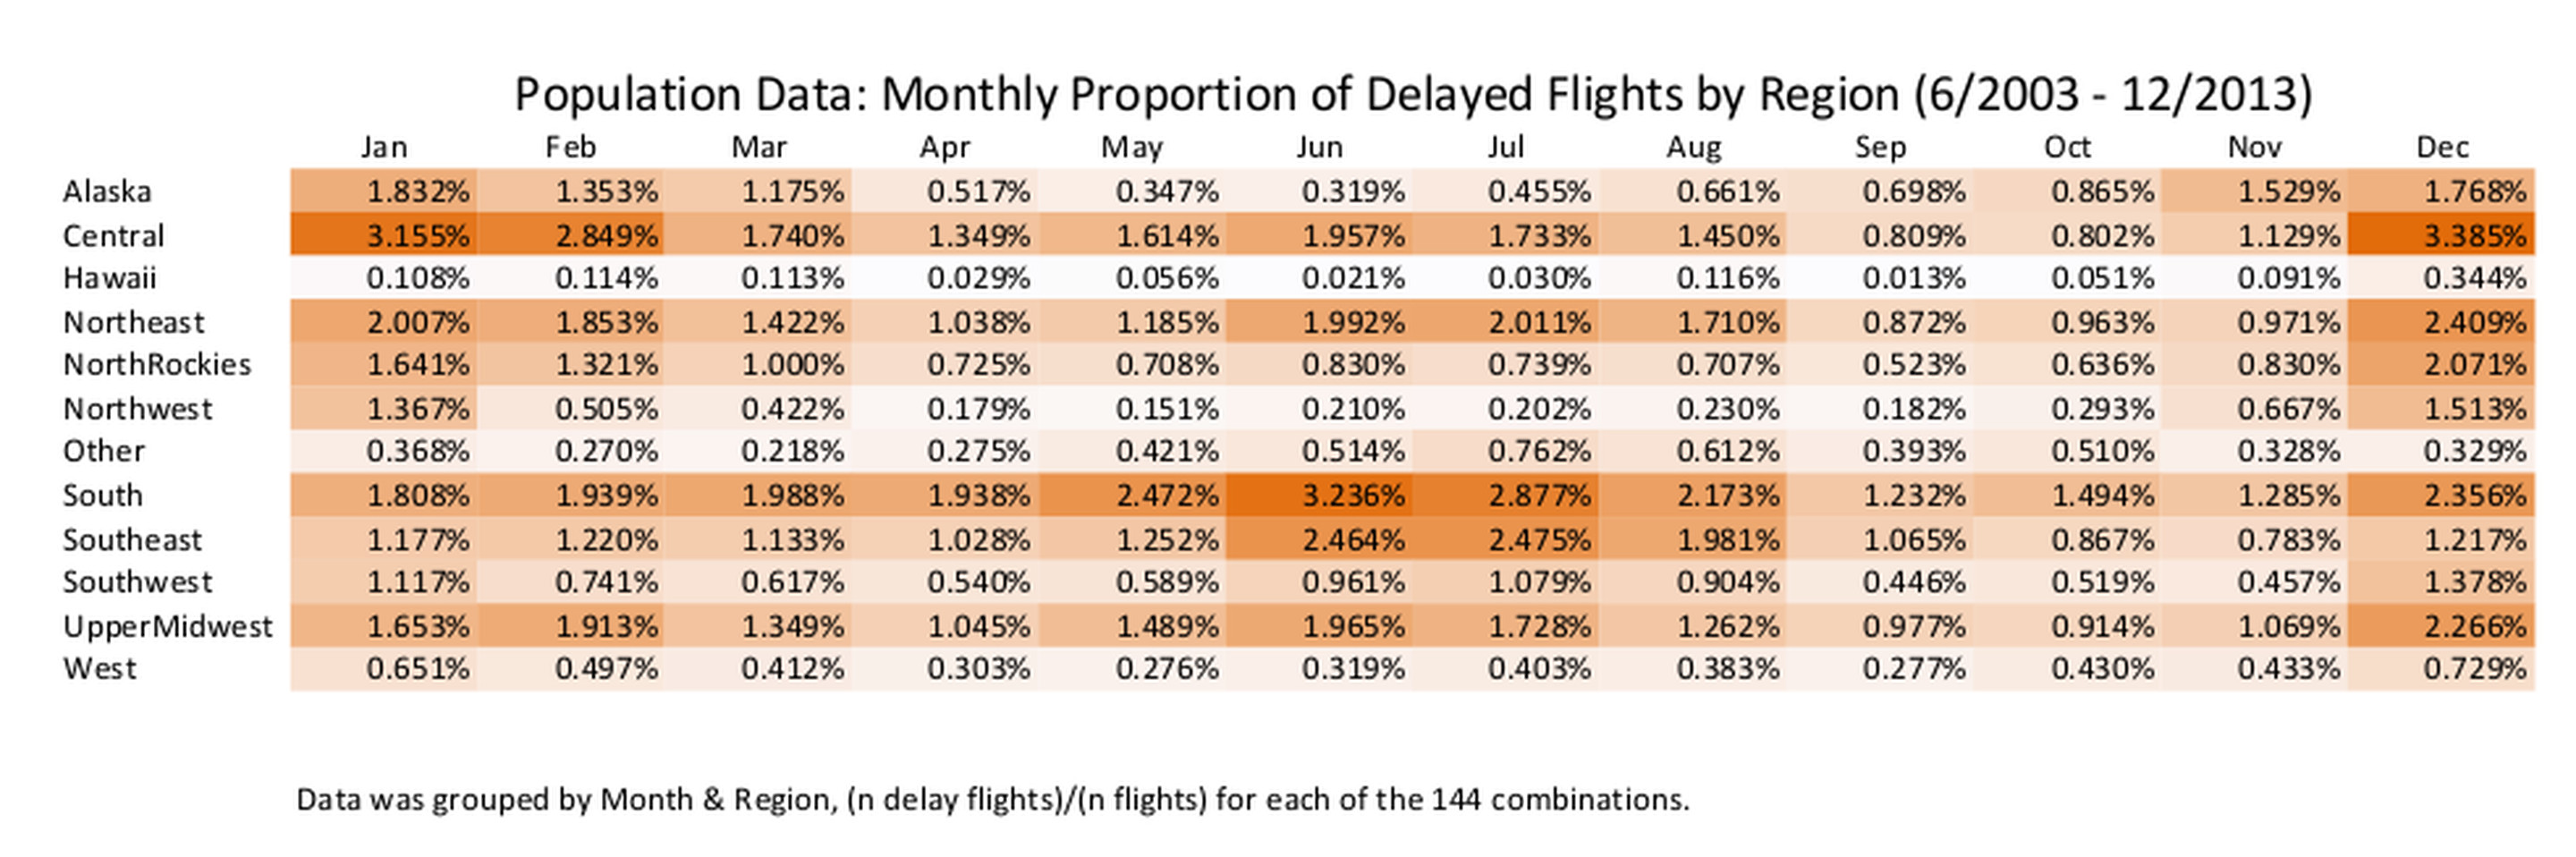 Population Data: Monthly Proportion of Delayed Flights by Region (6/2003 - 12/2013)
Jan Feb Mar Apr May Jun Jul Aug Sep Oct Nov Dec
Alaska 1.832% 1.353% 1.175% 0.517% 0.347% 0.319% 0.455% 0.661% 0.698% 0.865% 1.529% 1.768%
Central 3.155% 2.849% 1.740% 1.349% 1.614% 1.957% 1.733% 1.450% 0.809% 0.802% 1.129% 3.385%
Hawaii 0.108% 0.114% 0.113% 0.029% 0.056% 0.021% 0.030% 0.116% 0.013% 0.051% 0.091% 0.344%
Northeast 2.007% 1.853% 1.422% 1.038% 1.185% 1.992% 2.011% 1.710% 0.872% 0.963% 0.971% 2.409%
NorthRockies 1.641% 1.321% 1.000% 0.725% 0.708% 0.830% 0.739% 0.707% 0.523% 0.636% 0.830% 2.071%
Northwest 1.367% 0.505% 0.422% 0.179% 0.151% 0.210% 0.202% 0.230% 0.182% 0.293% 0.667% 1.513%
Other 0.368% 0.270% 0.218% 0.275% 0.421% 0.514% 0.762% 0.612% 0.393% 0.510% 0.328% 0.329%
South 1.808% 1.939% 1.988% 1.938% 2.472% 3.236% 2.877% 2.173% 1.232% 1.494% 1.285% 2.356%
Southeast 1.177% 1.220% 1.133% 1.028% 1.252% 2.464% 2.475% 1.981% 1.065% 0.867% 0.783% 1.217%
Southwest 1.117% 0.741% 0.617% 0.540% 0.589% 0.961% 1.079% 0.904% 0.446% 0.519% 0.457% 1.378%
UpperMidwest 1.653% 1.913% 1.349% 1.045% 1.489% 1.965% 1.728% 1.262% 0.977% 0.914% 1.069% 2.266%
West 0.651% 0.497% 0.412% 0.303% 0.276% 0.319% 0.403% 0.383% 0.277% 0.430% 0.433% 0.729%
Data was grouped by Month & Region, (n delay flights)/(n flights) for each of the 144 combinations.